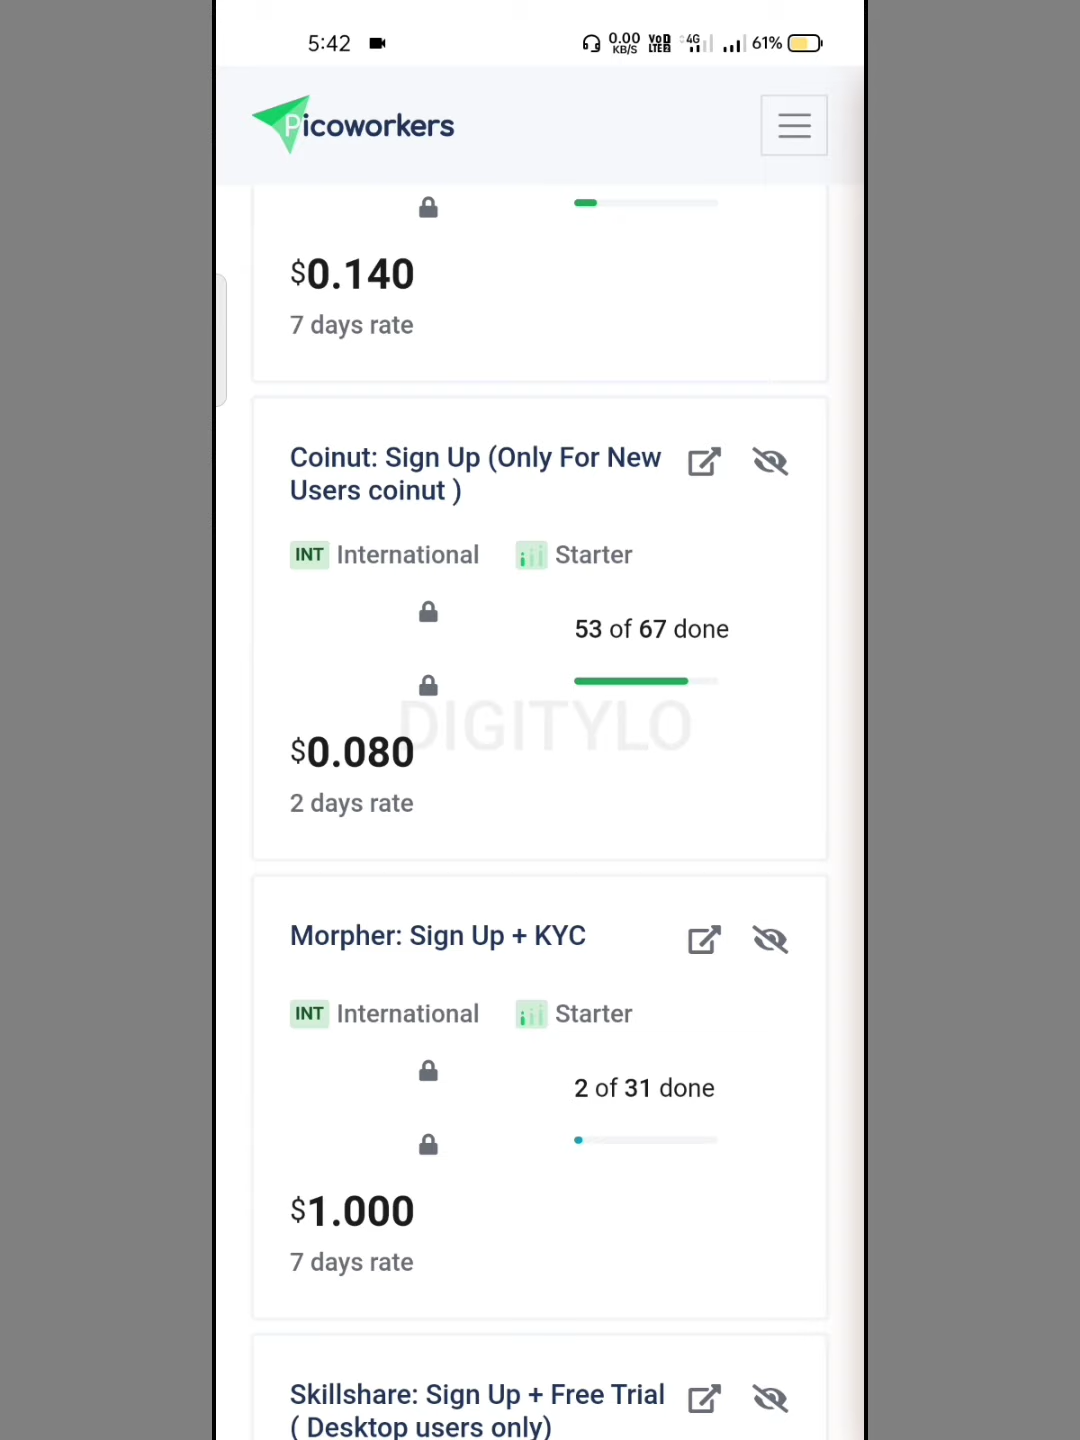 5:42
0.00
KB/S
VoD
LTE2
4G
61%
Picoworkers
$0.140
7 days rate
Coinut: Sign Up (Only For New
Users coinut )
INT International
Starter
53 of 67 done
DIGITYLO
$0.080
2 days rate
Morpher: Sign Up + KYC
INT International
Starter
2 of 31 done
$1.000
7 days rate
Skillshare: Sign Up + Free Trial
( Desktop users only)